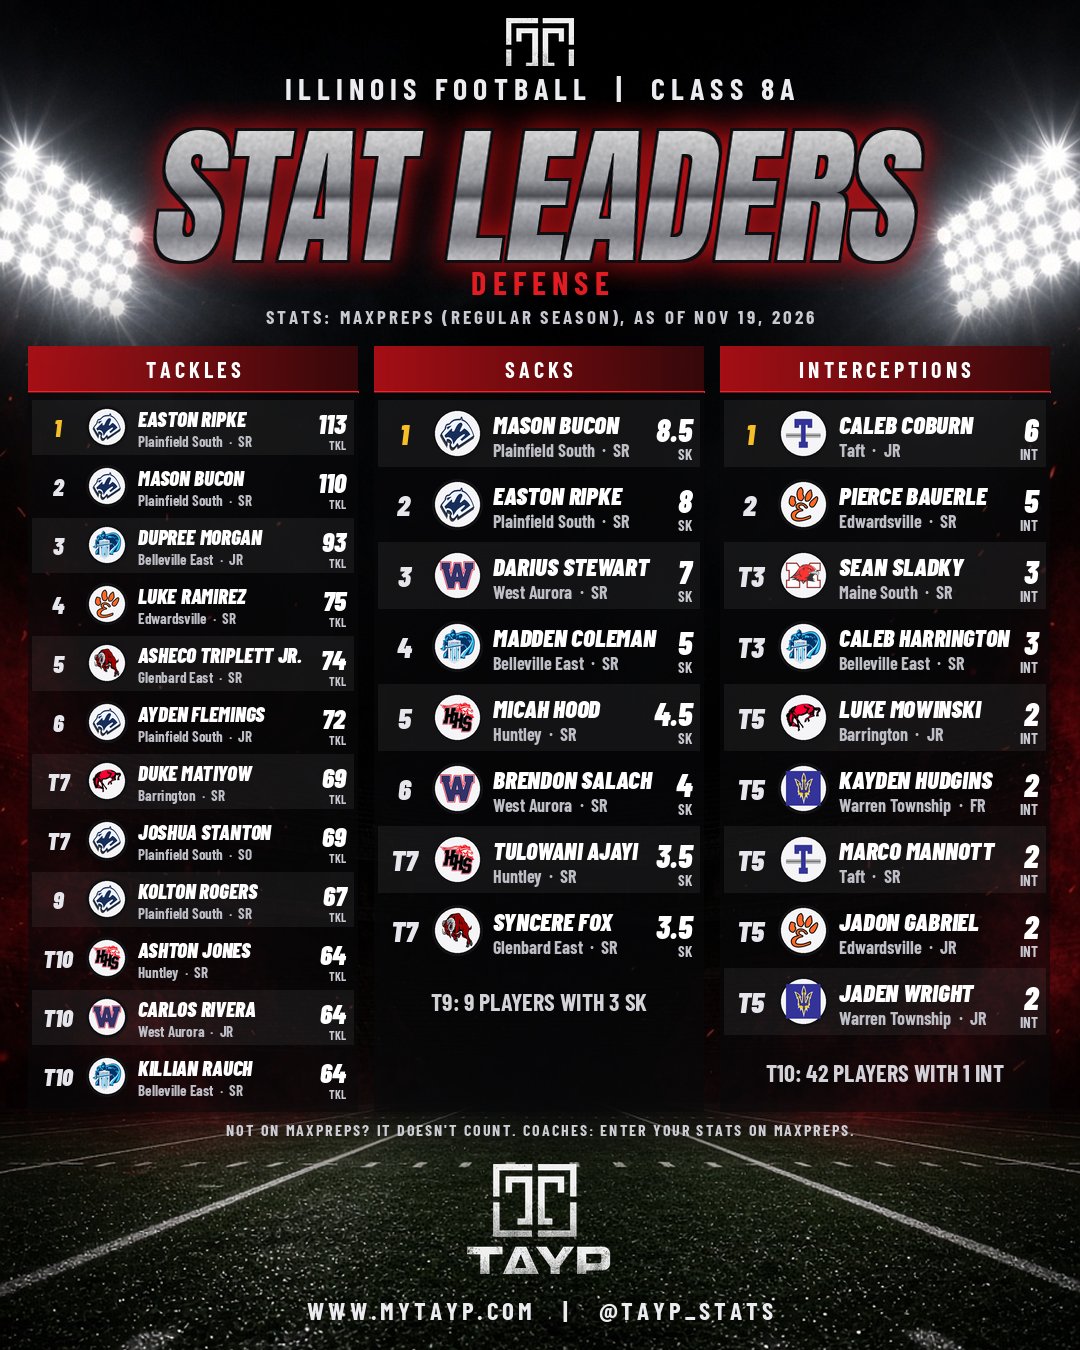 ILLINOIS FOOTBALL | CLASS 8A
STAT LEADERS
DEFENSE
STATS: MAXPREPS (REGULAR SEASON), AS OF NOV 19, 2026
TACKLES
1 EASTON RIPKE 113
Plainfield South · SR TKL
2 MASON BUCON 110
Plainfield South · SR TKL
3 DUPREE MORGAN 93
Belleville East · JR TKL
4 LUKE RAMIREZ 75
Edwardsville · SR TKL
5 ASHECO TRIPLETT JR. 74
Glenbard East · SR TKL
6 AYDEN FLEMINGS 72
Plainfield South · JR TKL
T7 DUKE MATIYOW 69
Barrington · SR TKL
T7 JOSHUA STANTON 69
Plainfield South · SO TKL
9 KOLTON ROGERS 67
Plainfield South · SR TKL
T10 ASHTON JONES 64
Huntley · SR TKL
T10 CARLOS RIVERA 64
West Aurora · JR TKL
T10 KILLIAN RAUCH 64
Belleville East · SR TKL
SACKS
1 MASON BUCON 8.5
Plainfield South · SR SK
2 EASTON RIPKE 8
Plainfield South · SR SK
3 DARIUS STEWART 7
West Aurora · SR SK
4 MADDEN COLEMAN 5
Belleville East · SR SK
5 MICAH HOOD 4.5
Huntley · SR SK
6 BRENDON SALACH 4
West Aurora · SR SK
T7 TULOWANI AJAYI 3.5
Huntley · SR SK
T7 SYNCERE FOX 3.5
Glenbard East · SR SK
T9: 9 PLAYERS WITH 3 SK
INTERCEPTIONS
1 CALEB COBURN 6
Taft · JR INT
2 PIERCE BAUERLE 5
Edwardsville · SR INT
T3 SEAN SLADKY 3
Maine South · SR INT
T3 CALEB HARRINGTON 3
Belleville East · SR INT
T5 LUKE MOWINSKI 2
Barrington · JR INT
T5 KAYDEN HUDGINS 2
Warren Township · FR INT
T5 MARCO MANNOTT 2
Taft · SR INT
T5 JADON GABRIEL 2
Edwardsville · JR INT
T5 JADEN WRIGHT 2
Warren Township · JR INT
T10: 42 PLAYERS WITH 1 INT
NOT ON MAXPREPS? IT DOESN'T COUNT. COACHES: ENTER YOUR STATS ON MAXPREPS.
TAYP
WWW.MYTAYP.COM | @TAYP_STATS